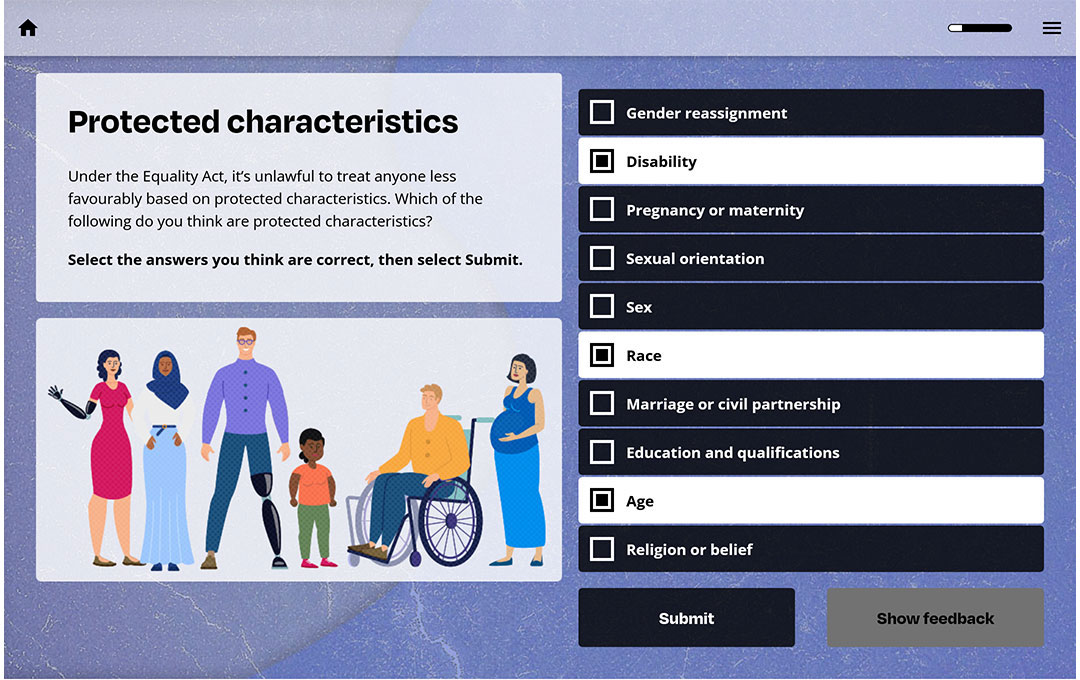 Protected characteristics
Under the Equality Act, it’s unlawful to treat anyone less
favourably based on protected characteristics. Which of the
following do you think are protected characteristics?
Select the answers you think are correct, then select Submit.
Gender reassignment
Disability
Pregnancy or maternity
Sexual orientation
Sex
Race
Marriage or civil partnership
Education and qualifications
Age
Religion or belief
Submit
Show feedback